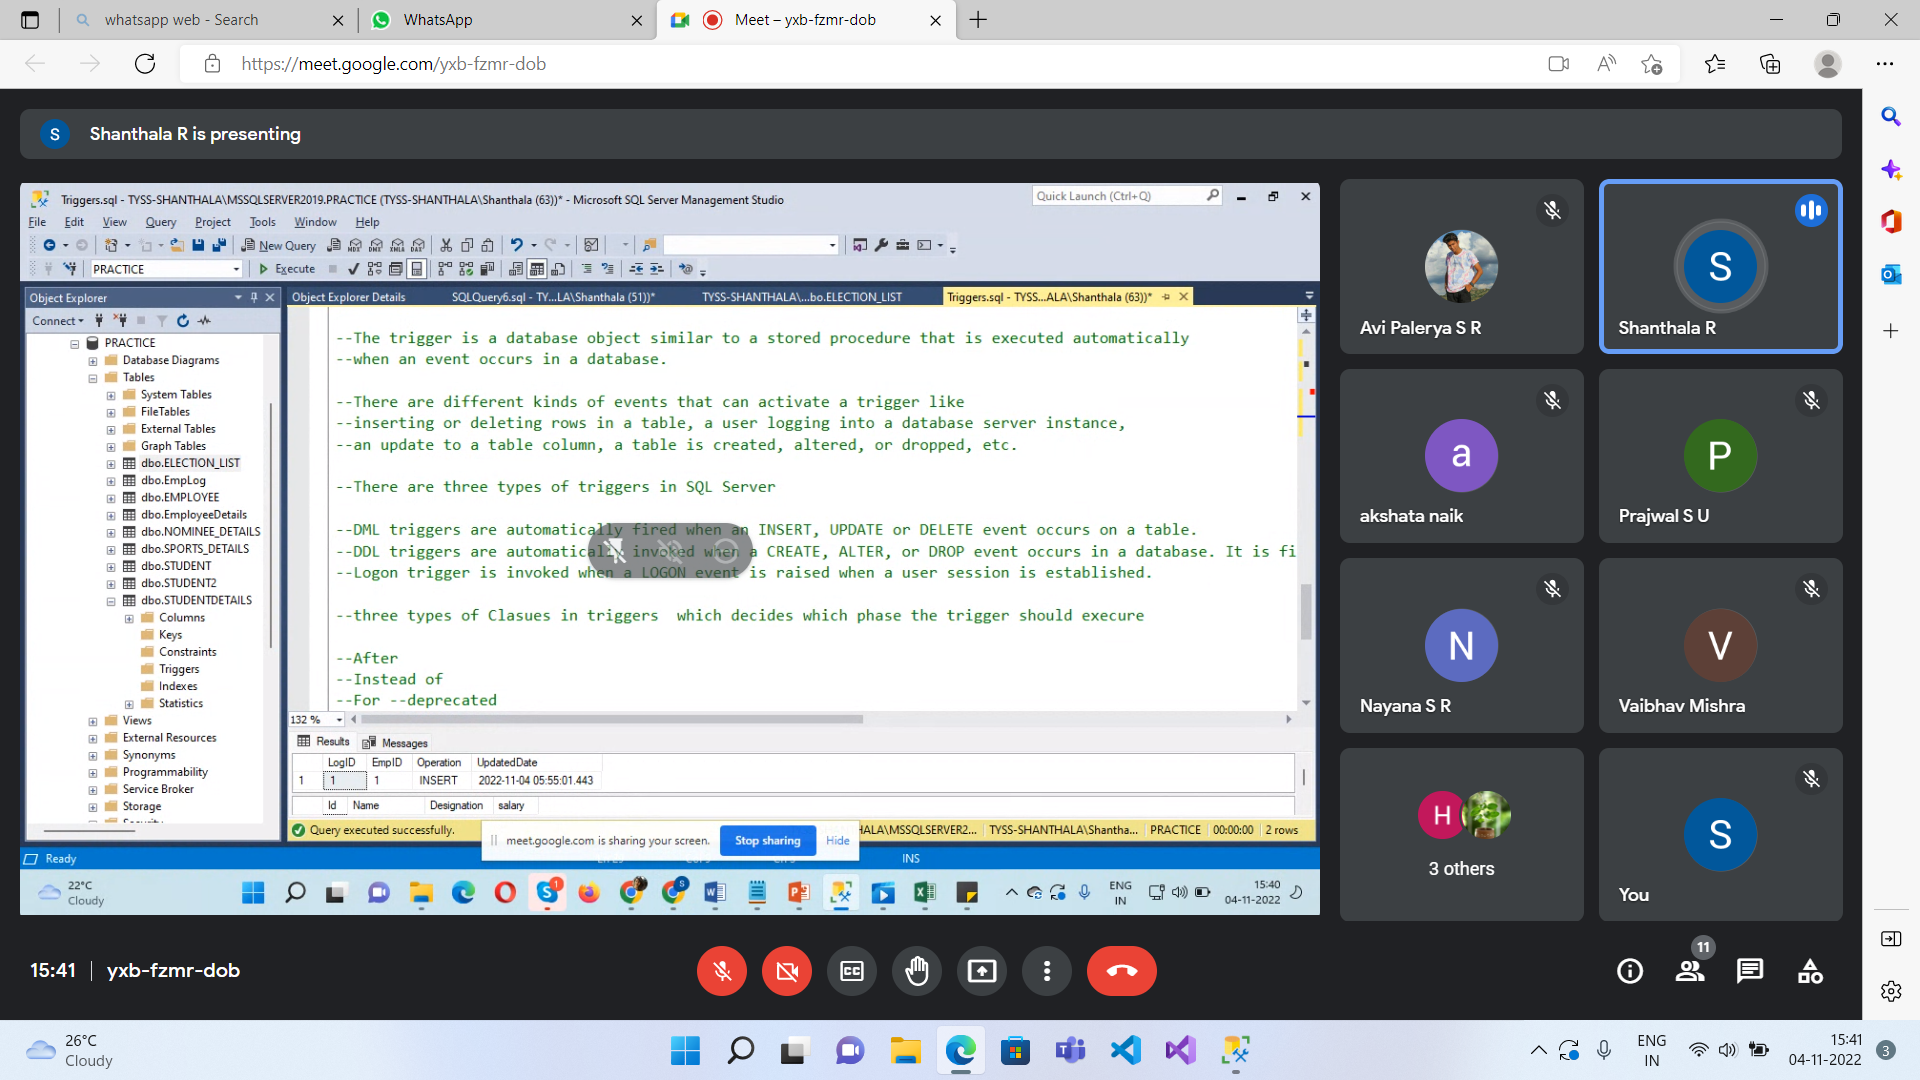 whatsapp web - Search
WhatsApp
Meet – yxb-fzmr-dob
https://meet.google.com/yxb-fzmr-dob
S
Shanthala R is presenting
Triggers.sql - TYSS-SHANTHALA\MSSQLSERVER2019.PRACTICE (TYSS-SHANTHALA\Shanthala (63))* - Microsoft SQL Server Management Studio
Quick Launch (Ctrl+Q)
File Edit View Query Project Tools Window Help
New Query
PRACTICE
Execute
Object Explorer
Object Explorer Details
SQLQuery6.sql - TY...LA\Shanthala (51))*
TYSS-SHANTHALA\...bo.ELECTION_LIST
Triggers.sql - TYSS...ALA\Shanthala (63))*
Connect
PRACTICE
Database Diagrams
Tables
System Tables
FileTables
External Tables
Graph Tables
dbo.ELECTION_LIST
dbo.EmpLog
dbo.EMPLOYEE
dbo.EmployeeDetails
dbo.NOMINEE_DETAILS
dbo.SPORTS_DETAILS
dbo.STUDENT
dbo.STUDENT2
dbo.STUDENTDETAILS
Columns
Keys
Constraints
Triggers
Indexes
Statistics
Views
External Resources
Synonyms
Programmability
Service Broker
Storage
--The trigger is a database object similar to a stored procedure that is executed automatically
--when an event occurs in a database.
--There are different kinds of events that can activate a trigger like
--inserting or deleting rows in a table, a user logging into a database server instance,
--an update to a table column, a table is created, altered, or dropped, etc.
--There are three types of triggers in SQL Server
--DML triggers are automatically fired when an INSERT, UPDATE or DELETE event occurs on a table.
--DDL triggers are automatically invoked when a CREATE, ALTER, or DROP event occurs in a database. It is fi
--Logon trigger is invoked when a LOGON event is raised when a user session is established.
--three types of Clasues in triggers  which decides which phase the trigger should execure
--After
--Instead of
--For --deprecated
132 %
Results Messages
LogID EmpID Operation UpdatedDate
1 1 1 INSERT 2022-11-04 05:55:01.443
Id Name Designation salary
Query executed successfully.
HALA\MSSQLSERVER2... TYSS-SHANTHALA\Shantha... PRACTICE 00:00:00 2 rows
meet.google.com is sharing your screen. Stop sharing Hide
Ready
INS
22°C
Cloudy
ENG
IN
15:40
04-11-2022
Avi Palerya S R
S
Shanthala R
a
akshata naik
P
Prajwal S U
N
Nayana S R
V
Vaibhav Mishra
H
3 others
S
You
15:41 yxb-fzmr-dob
11
26°C
Cloudy
ENG
IN
15:41
04-11-2022
3